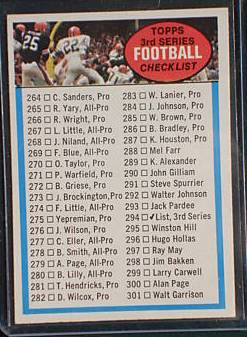 25
22
TOPPS
3rd SERIES
FOOTBALL
CHECKLIST
264 □ C. Sanders, Pro
265 □ R. Yary, All-Pro
266 □ R. Wright, Pro
267 □ L. Little, All-Pro
268 □ J. Niland, All-Pro
269 □ F. Blue, All-Pro
270 □ O. Taylor, Pro
271 □ P. Warfield, Pro
272 □ B. Griese, Pro
273 □ J. Brockington, Pro
274 □ F. Little, All-Pro
275 □ Yepremian, Pro
276 □ J. Wilson, Pro
277 □ C. Eller, All-Pro
278 □ B. Smith, All-Pro
279 □ A. Page, All-Pro
280 □ B. Lilly, All-Pro
281 □ T. Hendricks, Pro
282 □ D. Wilcox, Pro
283 □ W. Lanier, Pro
284 □ J. Johnson, Pro
285 □ W. Brown, Pro
286 □ B. Bradley, Pro
287 □ K. Houston, Pro
288 □ Mel Farr
289 □ K. Alexander
290 □ John Gilliam
291 □ Steve Spurrier
292 □ Walter Johnson
293 □ Jack Pardee
294 □ ✓List, 3rd Series
295 □ Winston Hill
296 □ Hugo Hollas
297 □ Ray May
298 □ Jim Bakken
299 □ Larry Carwell
300 □ Alan Page
301 □ Walt Garrison